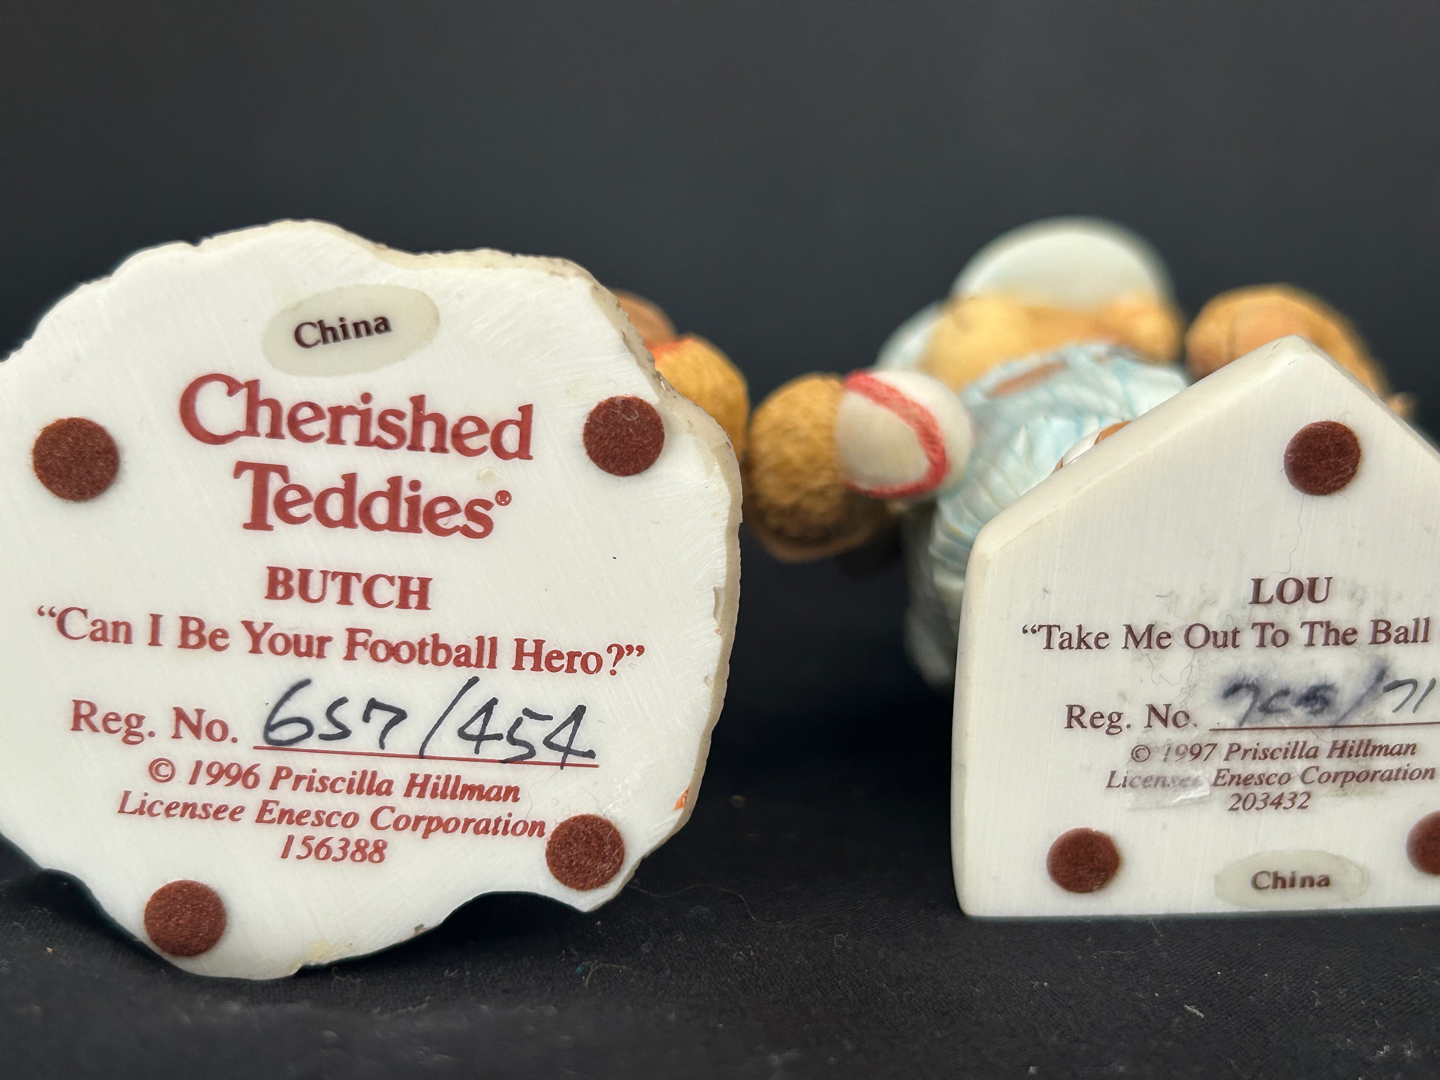 China
Cherished
Teddies®
BUTCH
“Can I Be Your Football Hero?”
Reg. No. 657/454
© 1996 Priscilla Hillman
Licensee Enesco Corporation
156388
LOU
“Take Me Out To The Ball
Reg. No.
© 1997 Priscilla Hillman
Licensee Enesco Corporation
203432
China